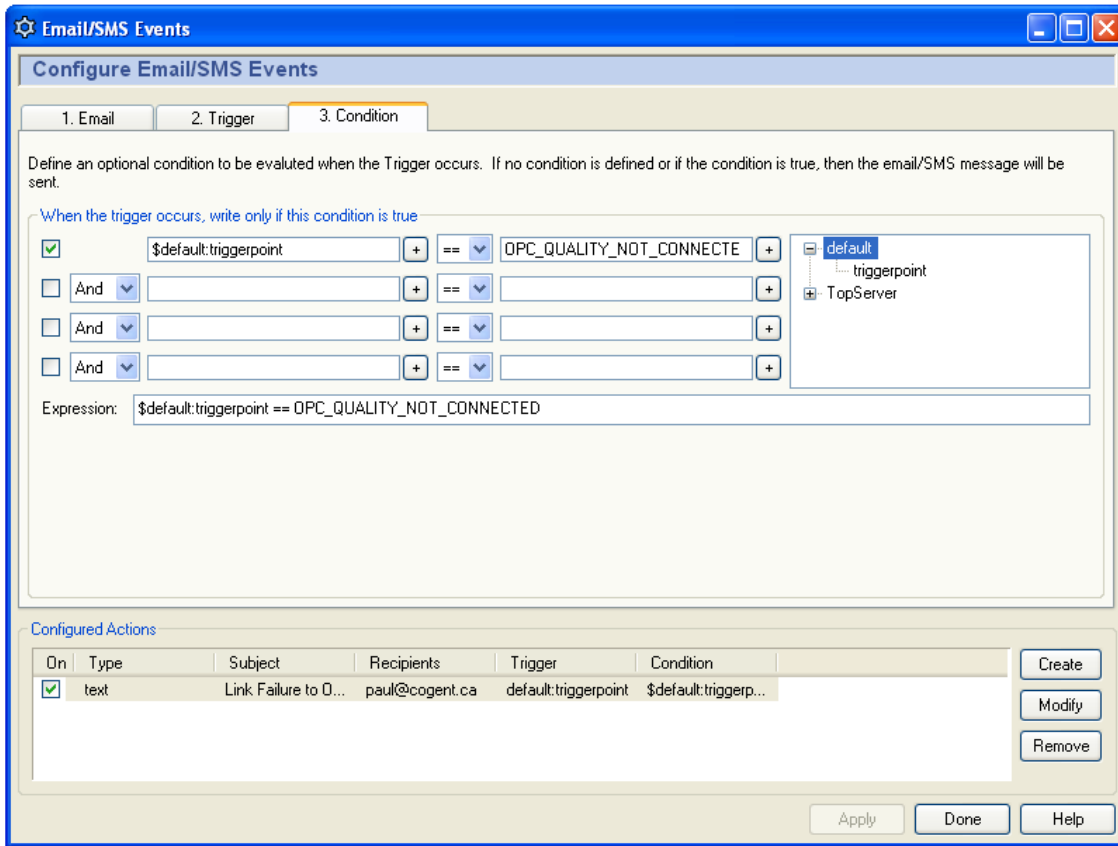 Email/SMS Events
Configure Email/SMS Events
1. Email 2. Trigger 3. Condition
Define an optional condition to be evaluted when the Trigger occurs. If no condition is defined or if the condition is true, then the email/SMS message will be
sent.
When the trigger occurs, write only if this condition is true
$default:triggerpoint + == OPC_QUALITY_NOT_CONNECTE +
And + == +
And + == +
And + == +
default
triggerpoint
TopServer
Expression: $default:triggerpoint == OPC_QUALITY_NOT_CONNECTED
Configured Actions
On Type Subject Recipients Trigger Condition
text Link Failure to O... paul@cogent.ca default:triggerpoint $default:triggerp...
Create
Modify
Remove
Apply Done Help